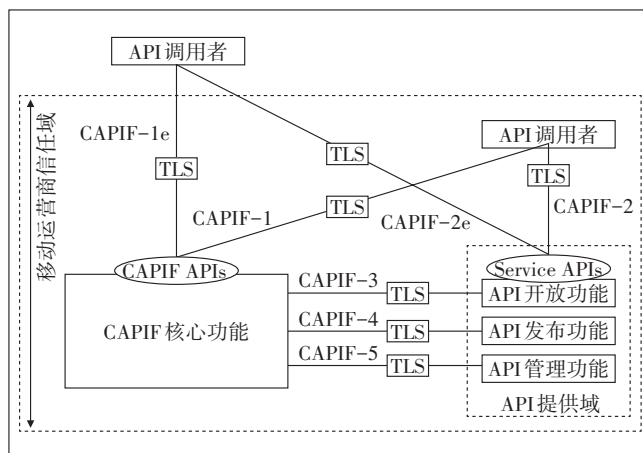 API调用者
CAPIF-1e
TLS
TLS
API调用者
TLS
TLS
CAPIF-1
CAPIF-2e
CAPIF-2
移动运营商信任域
CAPIF APIs
Service APIs
CAPIF核心功能
CAPIF-3
TLS
API开放功能
CAPIF-4
TLS
API发布功能
CAPIF-5
TLS
API管理功能
API提供域